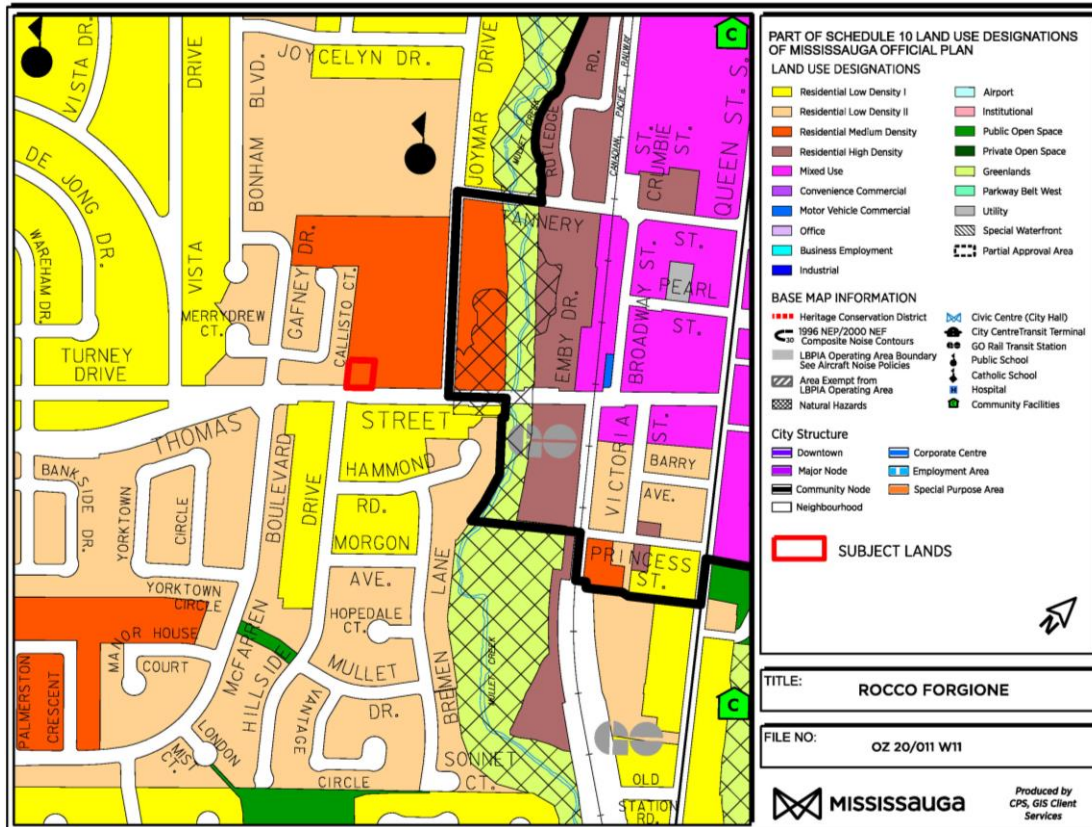 VISTA DR.
DE JONG DR.
WAREHAM DR.
TURNEY
DRIVE
VISTA
DRIVE
MERRYDREW
CT.
BONHAM BLVD.
GAFNEY DR.
JOYCELYN DR.
CALLISTO CT.
JOYMAR
DRIVE
MULLET CREEK
RUTLEDGE
RD.
CANADIAN PACIFIC RAILWAY
CRUMBIE
ST.
ST.
QUEEN ST. S.
TANNERY
ST.
PEARL
ST.
EMBY DR.
BROADWAY ST.
THOMAS
STREET
HAMMOND
RD.
MORGON
AVE.
HOPEDALE
CT.
MULLET
DR.
BANKSIDE DR.
YORKTOWN
CIRCLE
YORKTOWN
CIRCLE
BOULEVARD
McFARREN
DRIVE
HILLSIDE
MANOR HOUSE
COURT
PALMERSTON
CRESCENT
LONDON
MIST
CT.
VANTAGE
CIRCLE
LANE
BREMEN
SONNET
CT.
MULLET CREEK
GO
VICTORIA
ST.
BARRY
AVE.
PRINCESS
ST.
GO
OLD
STATION RD.
C
C
PART OF SCHEDULE 10 LAND USE DESIGNATIONS
OF MISSISSAUGA OFFICIAL PLAN
LAND USE DESIGNATIONS
Residential Low Density I
Residential Low Density II
Residential Medium Density
Residential High Density
Mixed Use
Convenience Commercial
Motor Vehicle Commercial
Office
Business Employment
Industrial
Airport
Institutional
Public Open Space
Private Open Space
Greenlands
Parkway Belt West
Utility
Special Waterfront
Partial Approval Area
BASE MAP INFORMATION
Heritage Conservation District
1996 NEP/2000 NEF
Composite Noise Contours
30
LBPIA Operating Area Boundary
See Aircraft Noise Policies
Area Exempt from
LBPIA Operating Area
Natural Hazards
Civic Centre (City Hall)
City CentreTransit Terminal
GO Rail Transit Station
Public School
Catholic School
H
Hospital
Community Facilities
City Structure
Downtown
Major Node
Community Node
Neighbourhood
Corporate Centre
Employment Area
Special Purpose Area
SUBJECT LANDS
N
TITLE:
ROCCO FORGIONE
FILE NO:
OZ 20/011 W11
MISSISSauGa
Produced by
CPS, GIS Client
Services